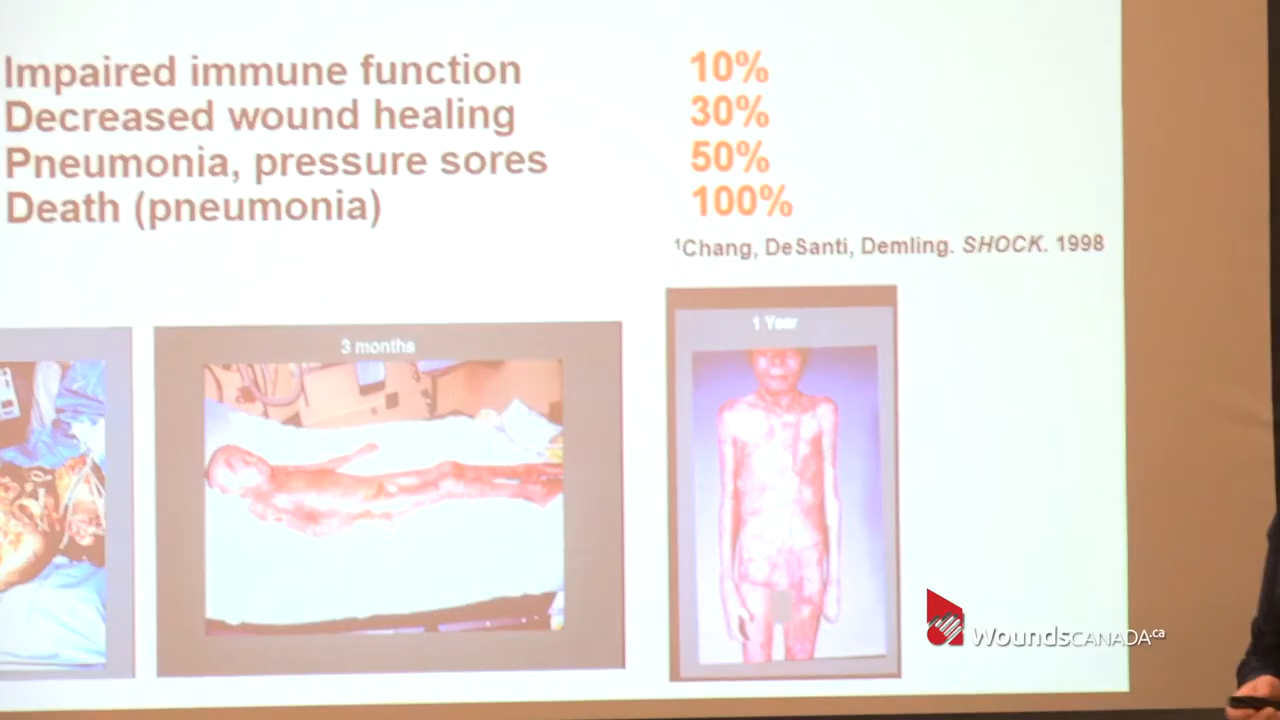 Impaired immune function 10%
Decreased wound healing 30%
Pneumonia, pressure sores 50%
Death (pneumonia) 100%
¹Chang, DeSanti, Demling. SHOCK. 1998
3 months
1 Year
WoundsCANADA.ca